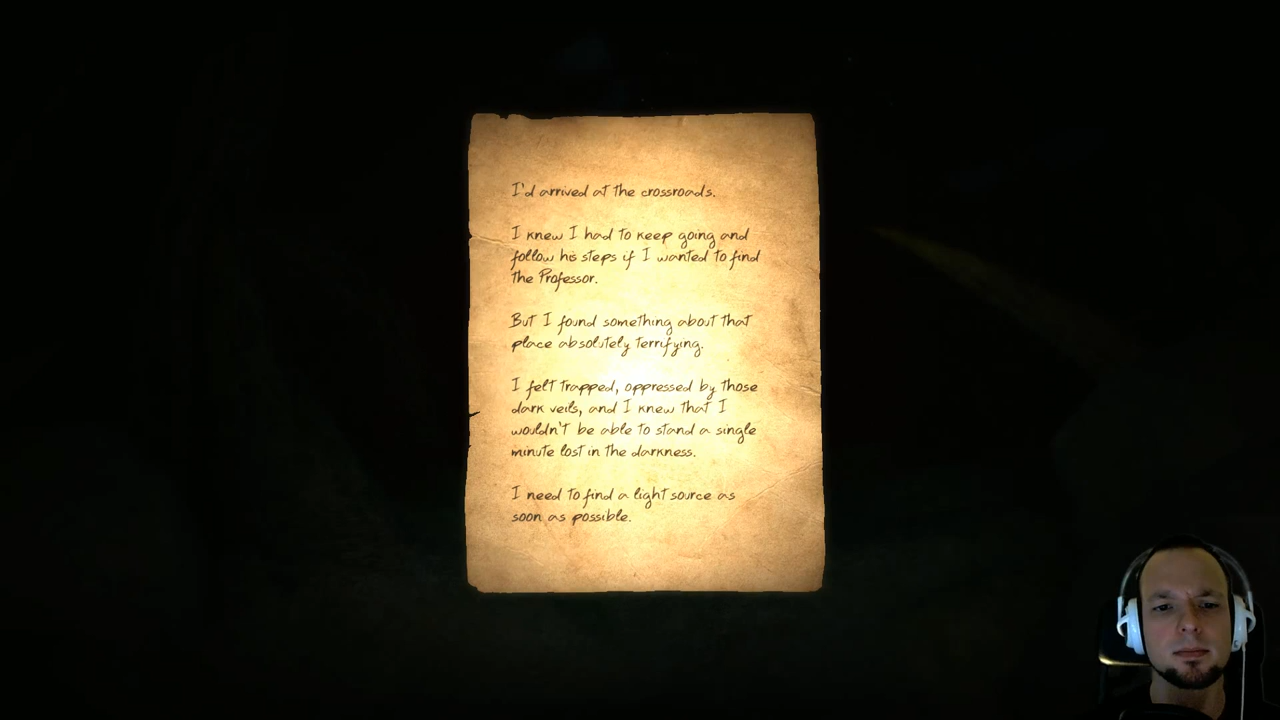 I'd arrived at the crossroads.
I knew I had to keep going and
follow his steps if I wanted to find
the Professor.
But I found something about that
place absolutely terrifying.
I felt trapped, oppressed by those
dark veils, and I knew that I
wouldn't be able to stand a single
minute lost in the darkness.
I need to find a light source as
soon as possible.